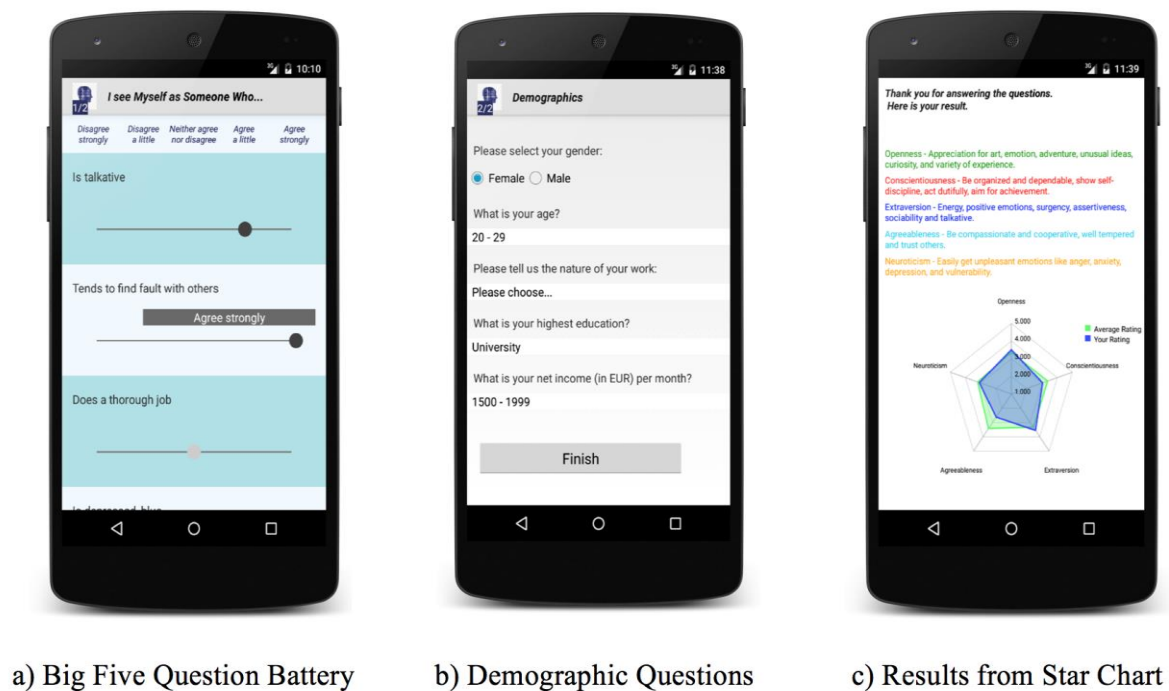 3G 10:10
1/2
I see Myself as Someone Who...
Disagree strongly
Disagree a little
Neither agree nor disagree
Agree a little
Agree strongly
Is talkative
Tends to find fault with others
Agree strongly
Does a thorough job
Is depressed, blue
3G 11:38
2/2
Demographics
Please select your gender:
Female Male
What is your age?
20 - 29
Please tell us the nature of your work:
Please choose...
What is your highest education?
University
What is your net income (in EUR) per month?
1500 - 1999
Finish
3G 11:39
Thank you for answering the questions.
Here is your result.
Openness - Appreciation for art, emotion, adventure, unusual ideas,
curiosity, and variety of experience.
Conscientiousness - Be organized and dependable, show self-
discipline, act dutifully, aim for achievement.
Extraversion - Energy, positive emotions, surgency, assertiveness,
sociability and talkative.
Agreeableness - Be compassionate and cooperative, well tempered
and trust others.
Neuroticism - Easily get unpleasant emotions like anger, anxiety,
depression, and vulnerability.
Openness
5.000
4.000
3.000
2.000
1.000
Average Rating
Your Rating
Neuroticism
Conscientiousness
Agreeableness
Extraversion
a) Big Five Question Battery
b) Demographic Questions
c) Results from Star Chart